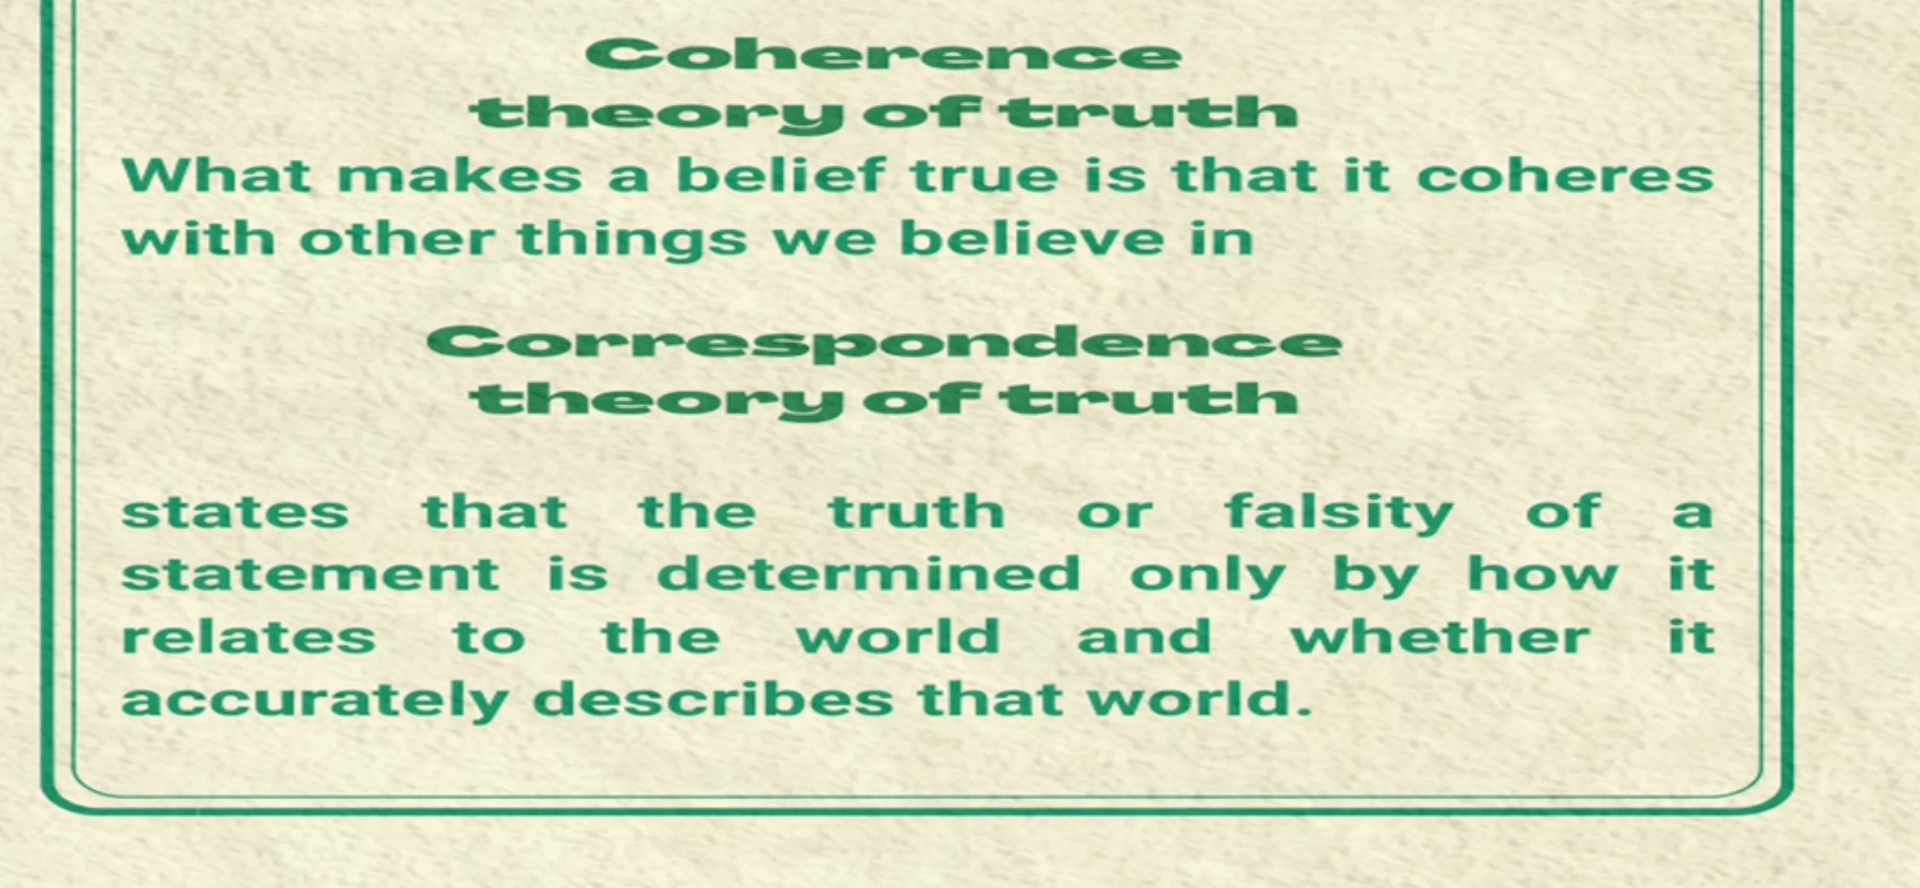 Coherence
theory of truth
What makes a belief true is that it coheres
with other things we believe in
Correspondence
theory of truth
states that the truth or falsity of a
statement is determined only by how it
relates to the world and whether it
accurately describes that world.